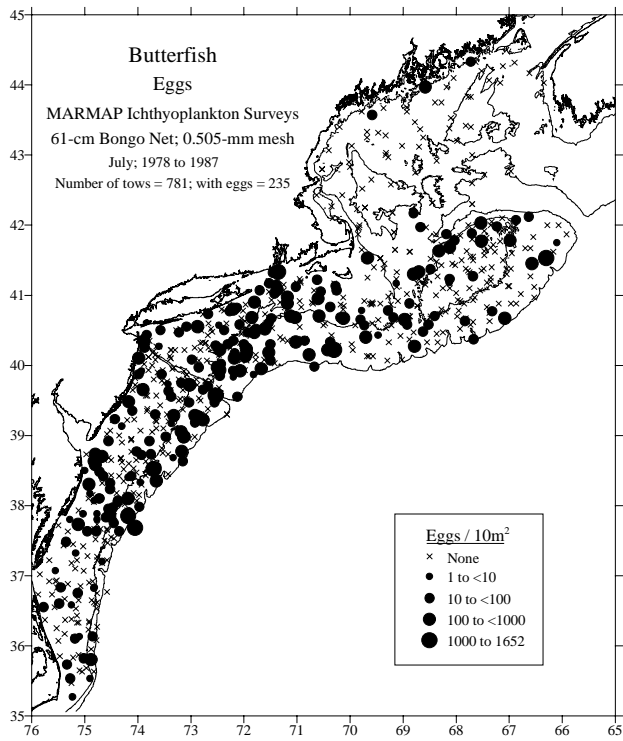 Butterfish
Eggs
MARMAP Ichthyoplankton Surveys
61-cm Bongo Net; 0.505-mm mesh
July; 1978 to 1987
Number of tows = 781; with eggs = 235
45
44
43
42
41
40
39
38
37
36
35
Eggs / 10m²
× None
1 to <10
10 to <100
100 to <1000
1000 to 1652
76 75 74 73 72 71 70 69 68 67 66 65